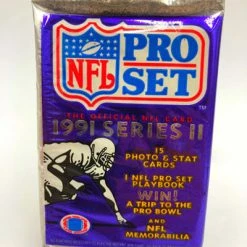 NFL
PRO
SET
TM
THE OFFICIAL NFL CARD
1991 SERIES II
15
PHOTO & STAT
CARDS
1 NFL PRO SET
PLAYBOOK
WIN!
A TRIP TO THE
PRO BOWL
AND
NFL
MEMORABILIA